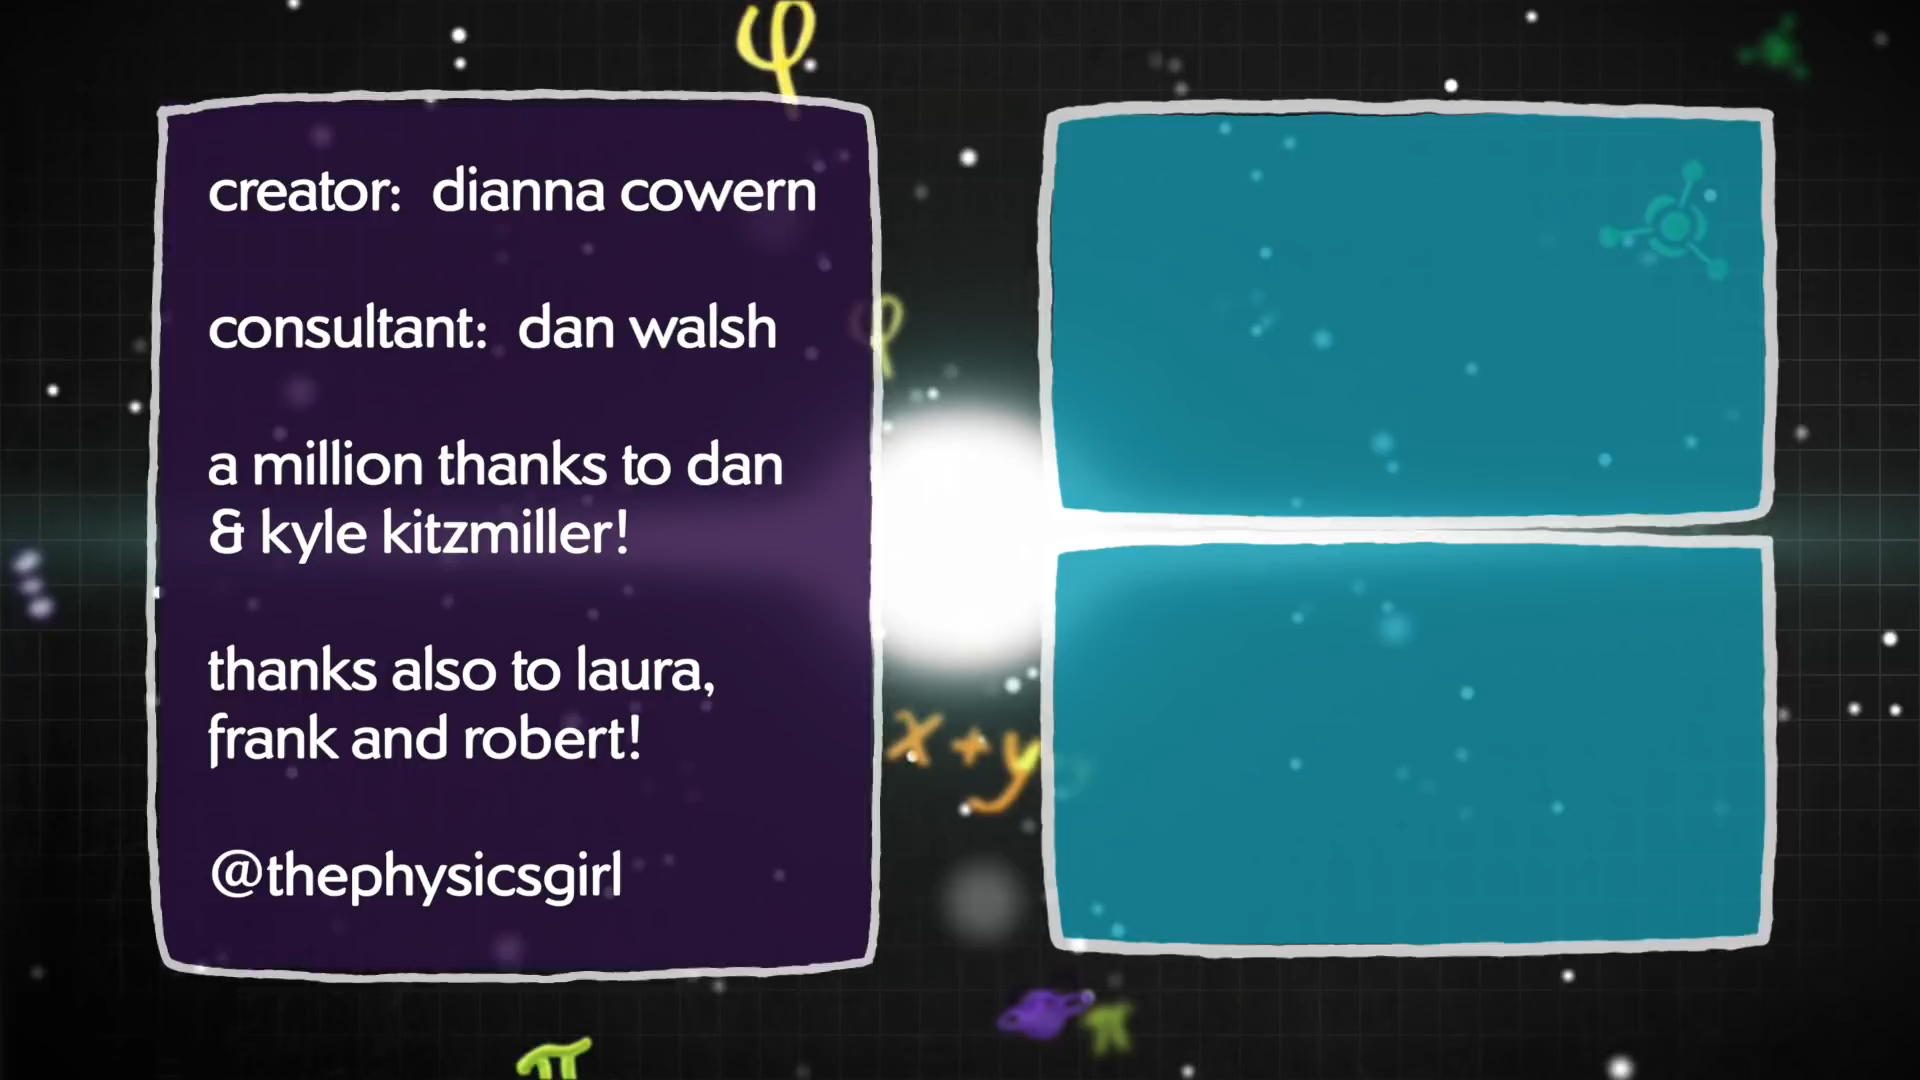 φ
creator: dianna cowern
consultant: dan walsh
φ
a million thanks to dan
& kyle kitzmiller!
thanks also to laura,
frank and robert!
x + y
@thephysicsgirl
π
π